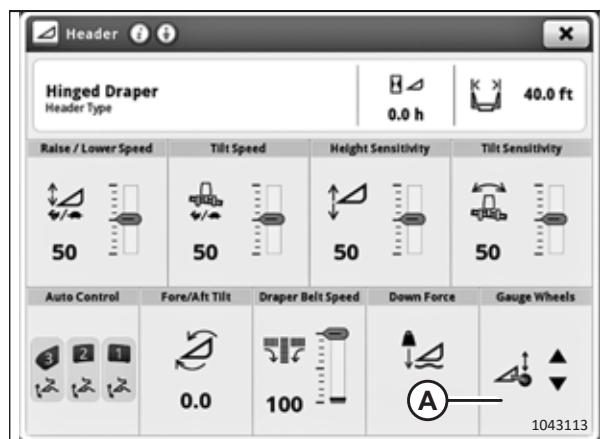 Header
Hinged Draper
Header Type
0.0 h
40.0 ft
Raise / Lower Speed
Tilt Speed
Height Sensitivity
Tilt Sensitivity
50
50
50
50
Auto Control
Fore/Aft Tilt
Draper Belt Speed
Down Force
Gauge Wheels
3 2 1
0.0
100
A
1043113